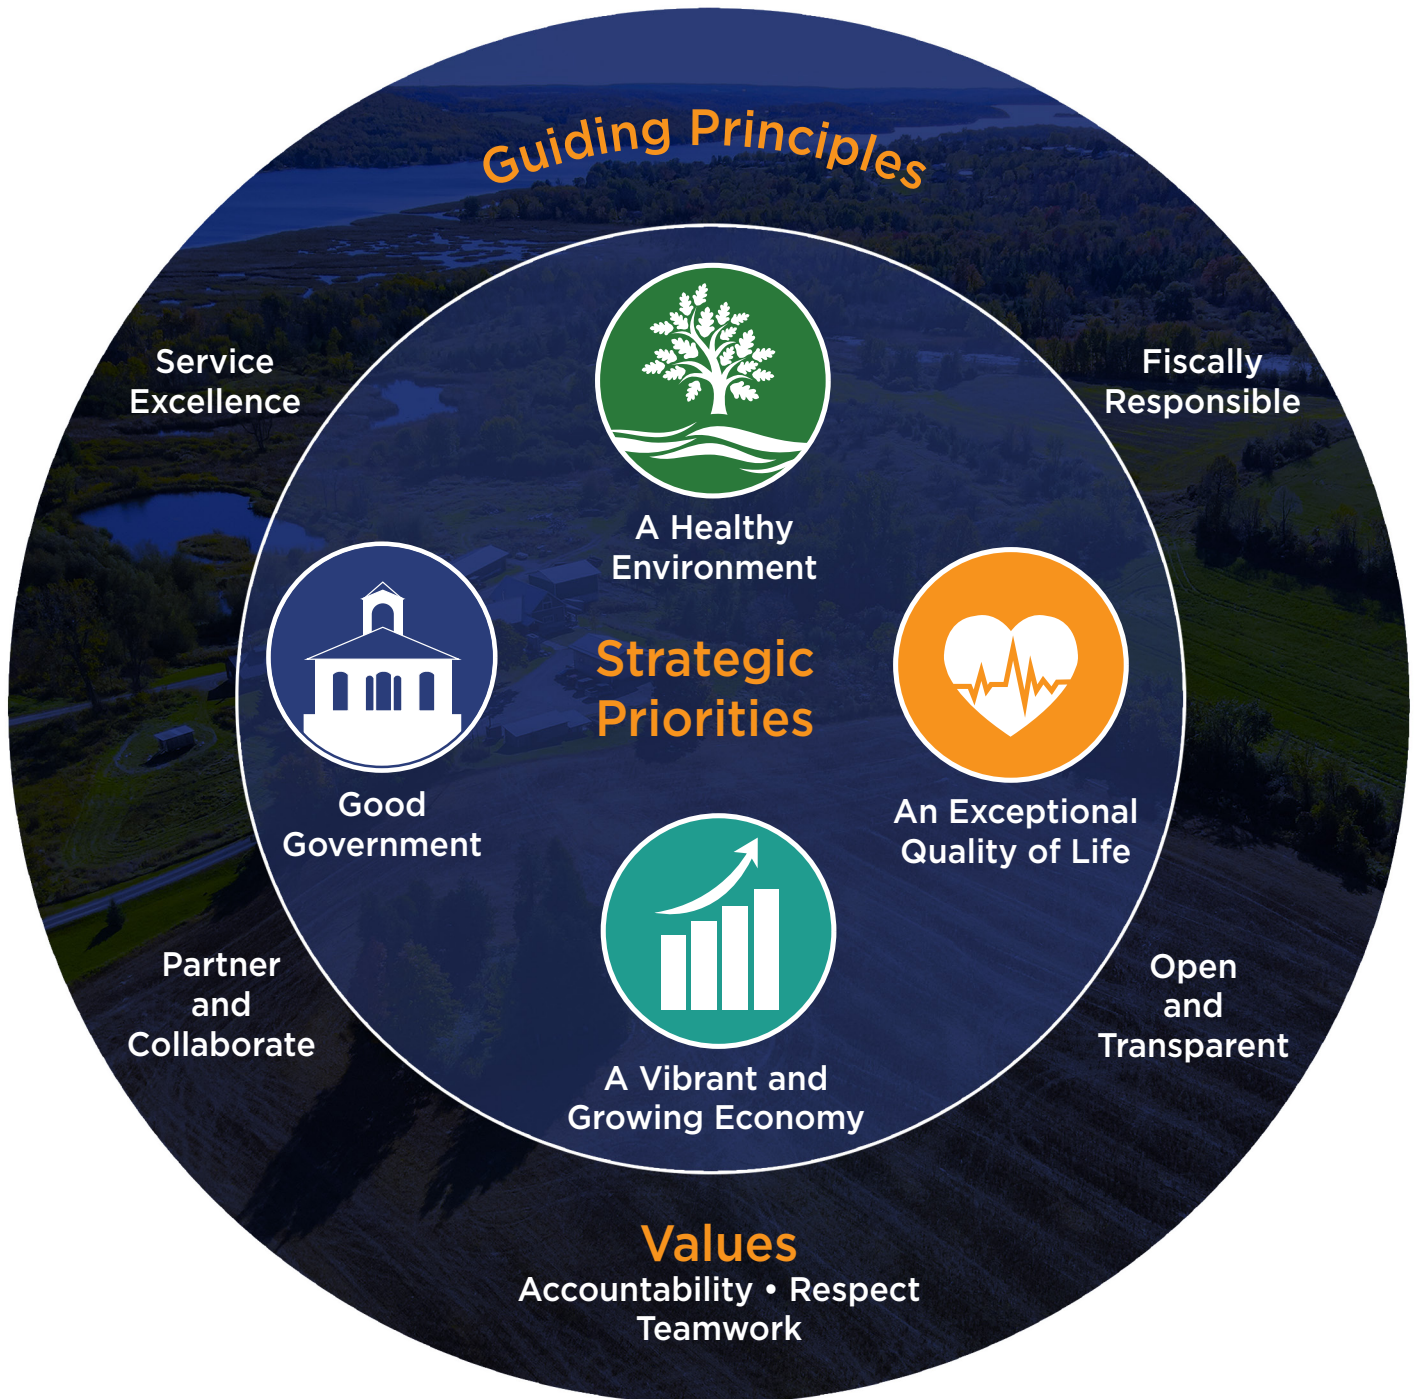 Guiding Principles
Service
Excellence
Fiscally
Responsible
A Healthy
Environment
Strategic
Priorities
Good
Government
An Exceptional
Quality of Life
Partner
and
Collaborate
Open
and
Transparent
A Vibrant and
Growing Economy
Values
Accountability • Respect
Teamwork